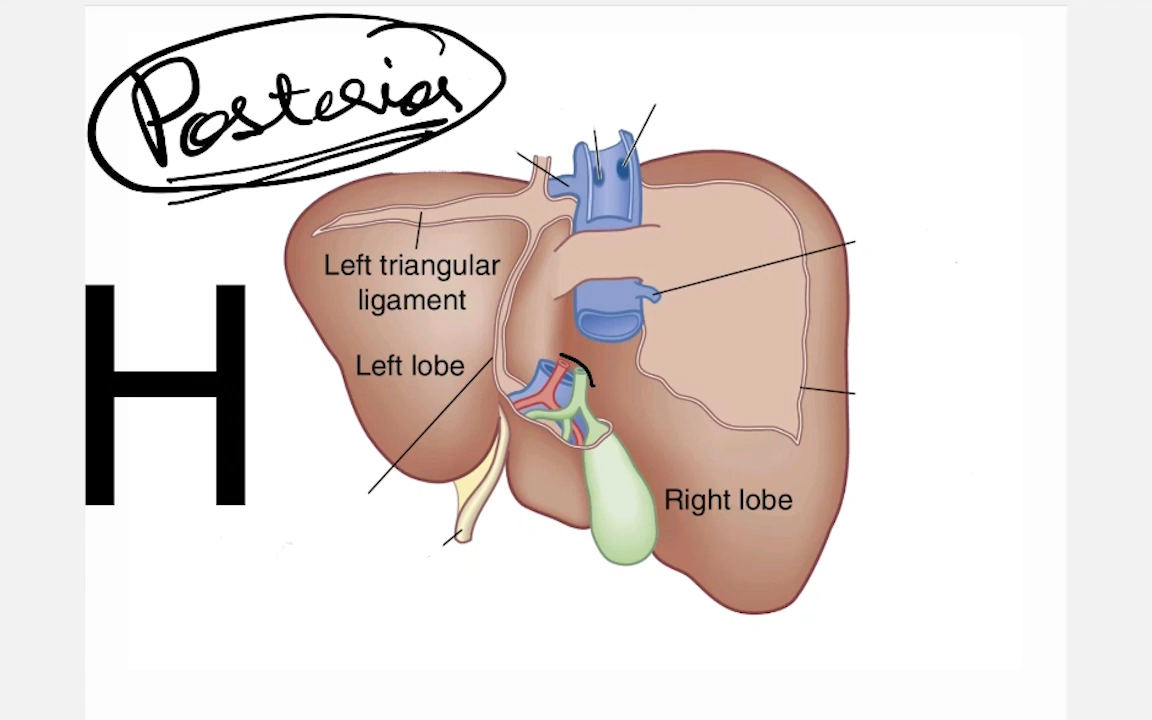 Posterior
Left triangular
ligament
Left lobe
H
Right lobe